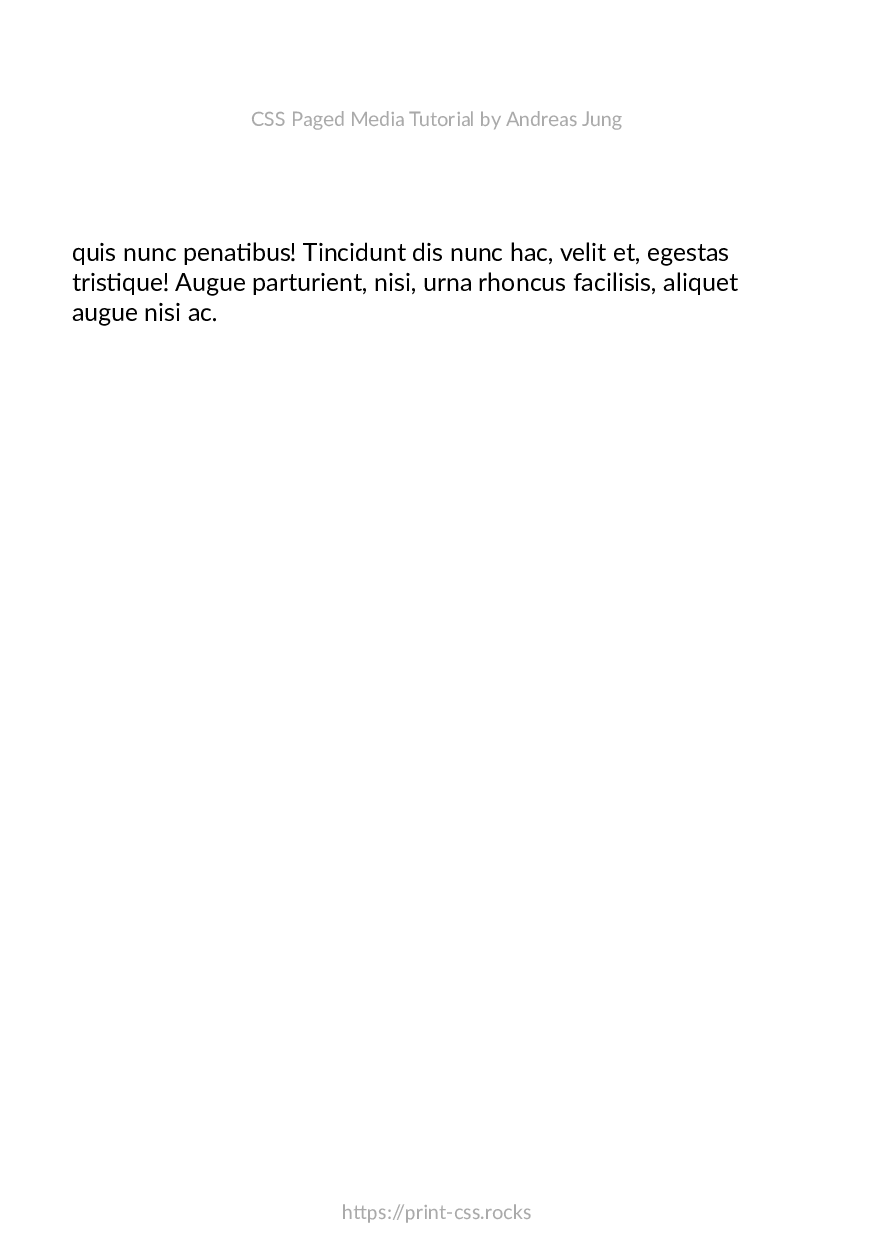 CSS Paged Media Tutorial by Andreas Jung
quis nunc penatibus! Tincidunt dis nunc hac, velit et, egestas
tristique! Augue parturient, nisi, urna rhoncus facilisis, aliquet
augue nisi ac.
https://print-css.rocks